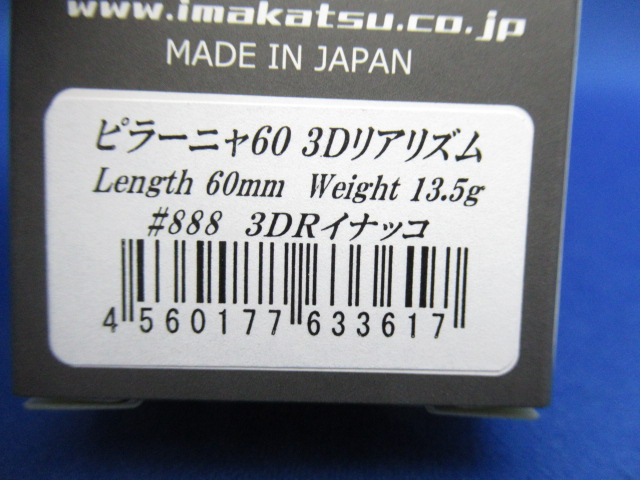 www.imakatsu.co.jp
MADE IN JAPAN
ピラーニャ60 3Dリアリズム
Length 60mm Weight 13.5g
#888 3DRイナッコ
4 560177 633617